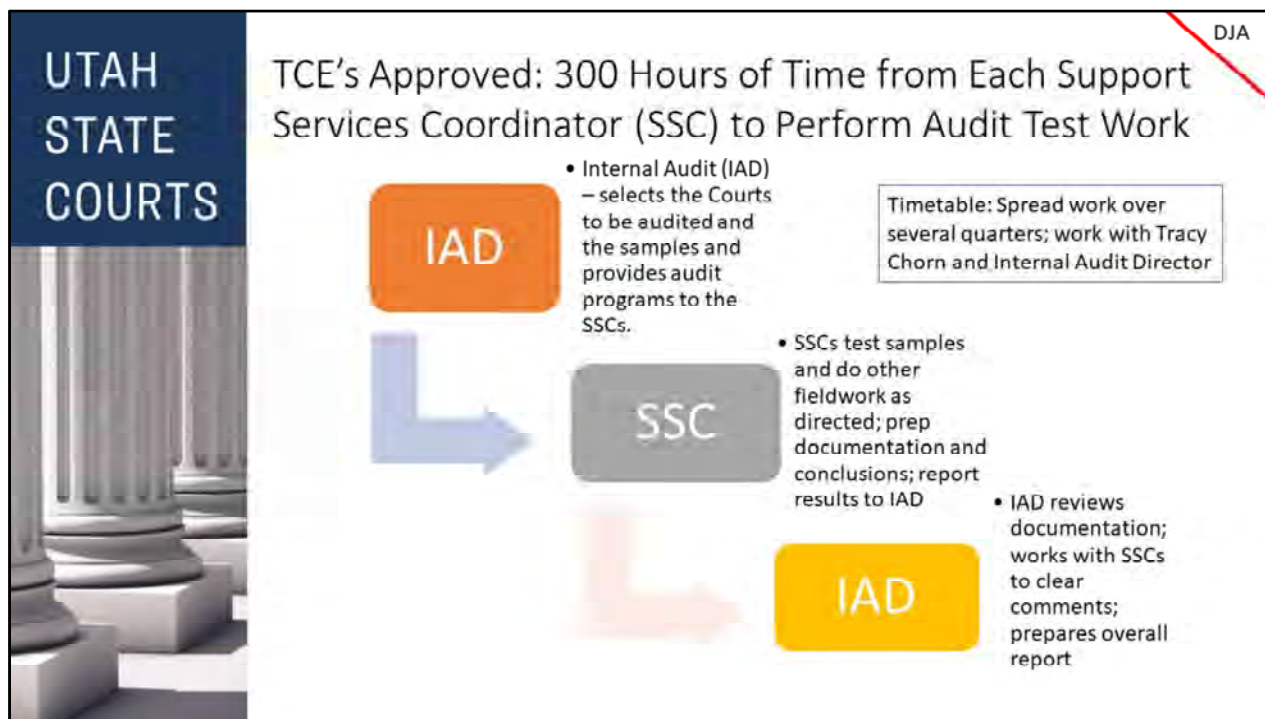 DJA
UTAH
STATE
COURTS
TCE's Approved: 300 Hours of Time from Each Support
Services Coordinator (SSC) to Perform Audit Test Work
IAD
• Internal Audit (IAD)
– selects the Courts
to be audited and
the samples and
provides audit
programs to the
SSCs.
Timetable: Spread work over
several quarters; work with Tracy
Chorn and Internal Audit Director
SSC
• SSCs test samples
and do other
fieldwork as
directed; prep
documentation and
conclusions; report
results to IAD
IAD
• IAD reviews
documentation;
works with SSCs
to clear
comments;
prepares overall
report